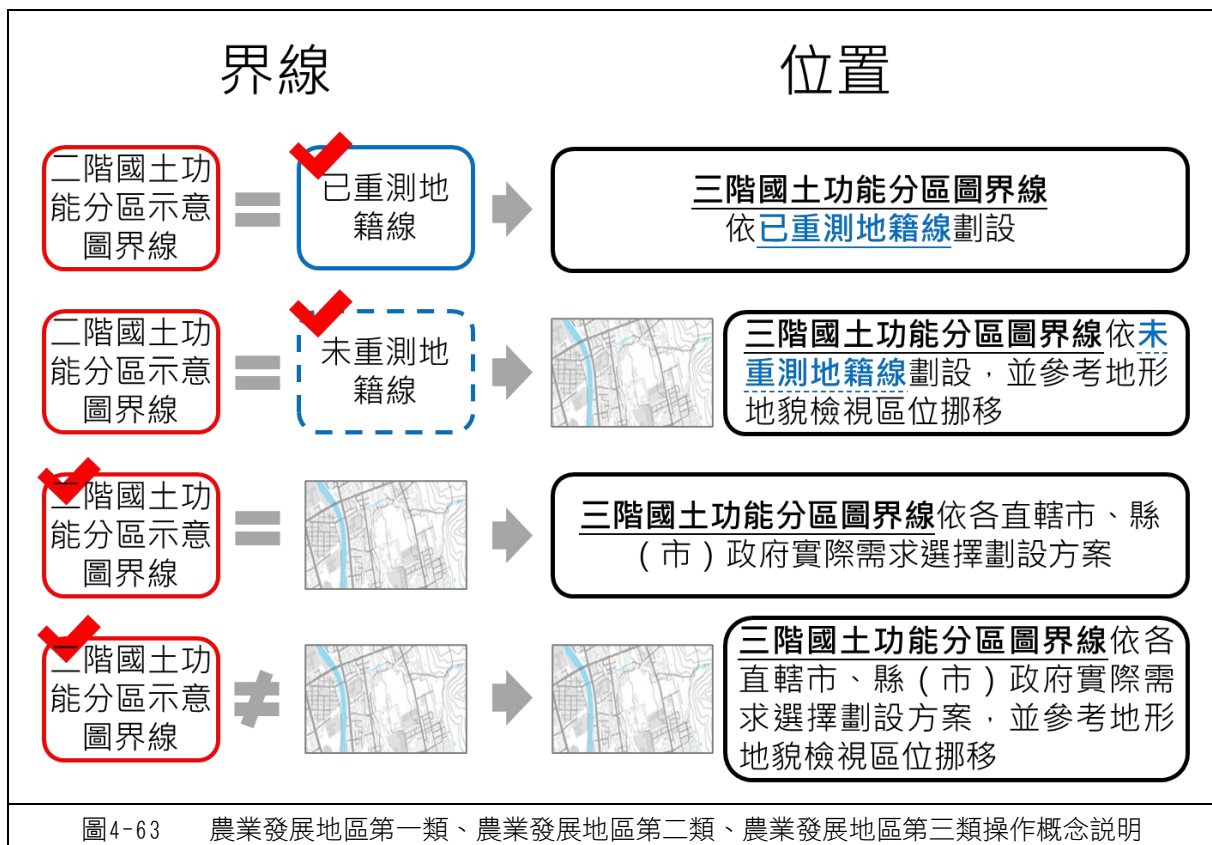 界線
位置
二階國土功
能分區示意
圖界線
=
已重測地
籍線
三階國土功能分區圖界線
依已重測地籍線劃設
二階國土功
能分區示意
圖界線
=
未重測地
籍線
三階國土功能分區圖界線依未
重測地籍線劃設，並參考地形
地貌檢視區位挪移
二階國土功
能分區示意
圖界線
=
三階國土功能分區圖界線依各直轄市、縣
（市）政府實際需求選擇劃設方案
二階國土功
能分區示意
圖界線
≠
三階國土功能分區圖界線依各
直轄市、縣（市）政府實際需
求選擇劃設方案，並參考地形
地貌檢視區位挪移
圖4-63 農業發展地區第一類、農業發展地區第二類、農業發展地區第三類操作概念説明